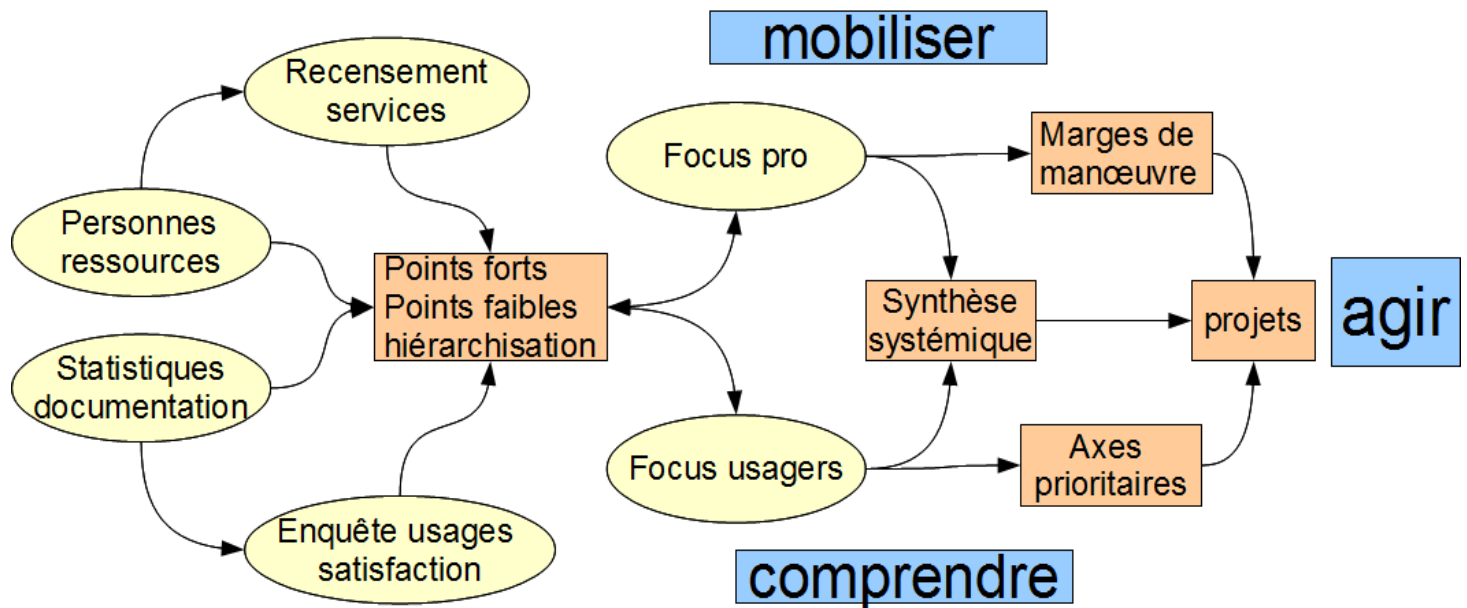 mobiliser
Recensement
services
Focus pro
Marges de
manœuvre
Personnes
ressources
Points forts
Points faibles
hiérarchisation
Synthèse
systémique
projets
agir
Statistiques
documentation
Focus usagers
Axes
prioritaires
Enquête usages
satisfaction
comprendre